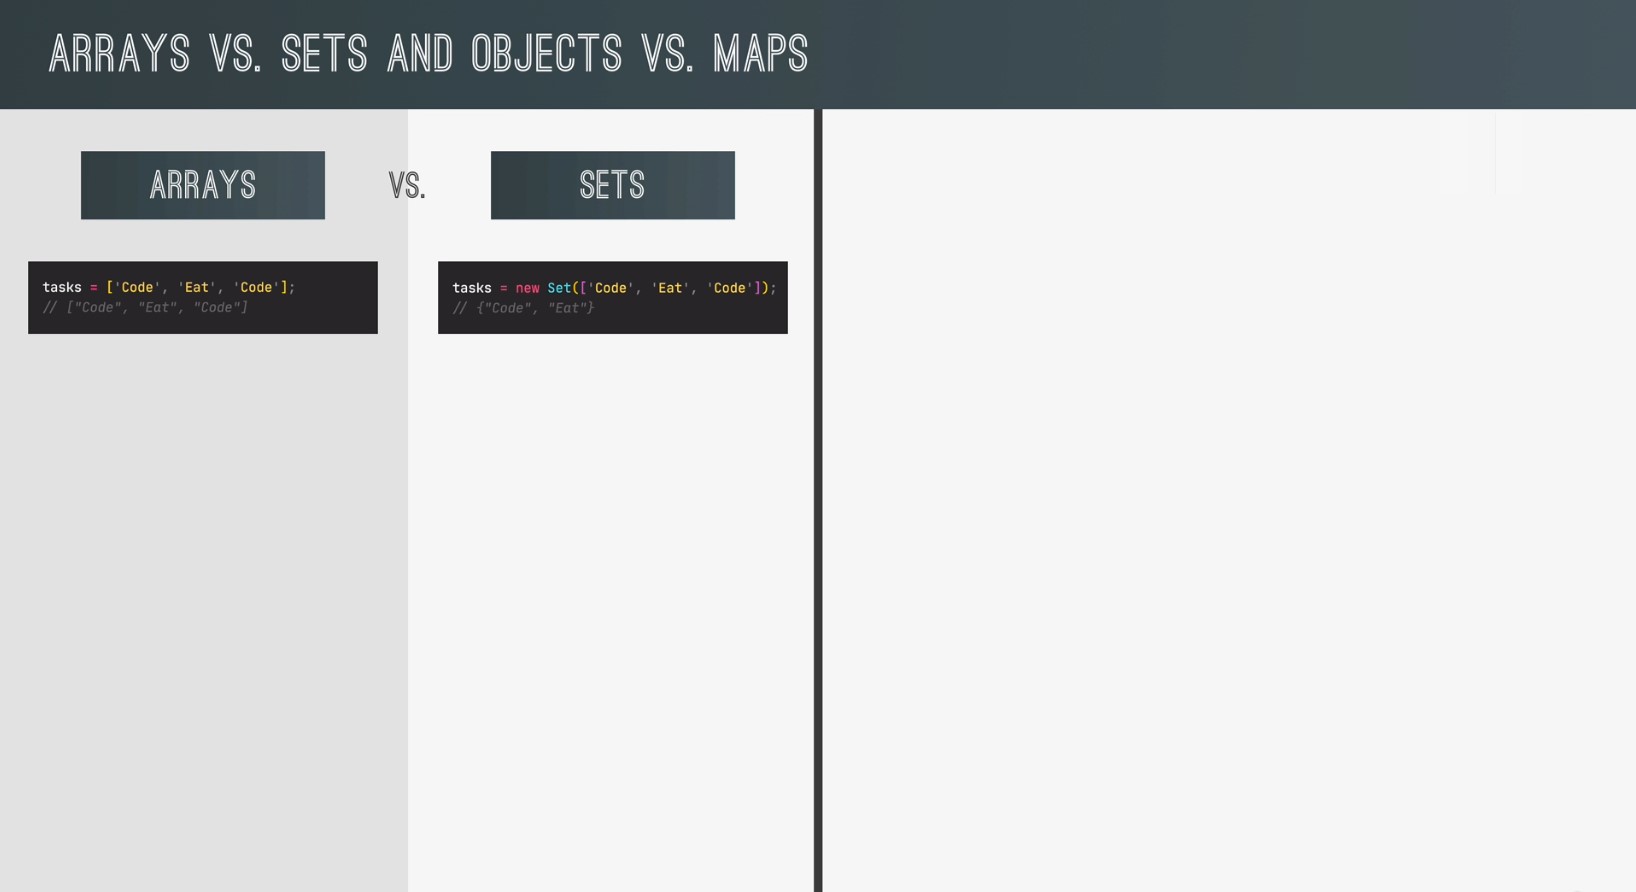 ARRAYS VS. SETS AND OBJECTS VS. MAPS
ARRAYS
VS.
SETS
tasks = ['Code', 'Eat', 'Code'];
// ["Code", "Eat", "Code"]
tasks = new Set(['Code', 'Eat', 'Code']);
// {"Code", "Eat"}